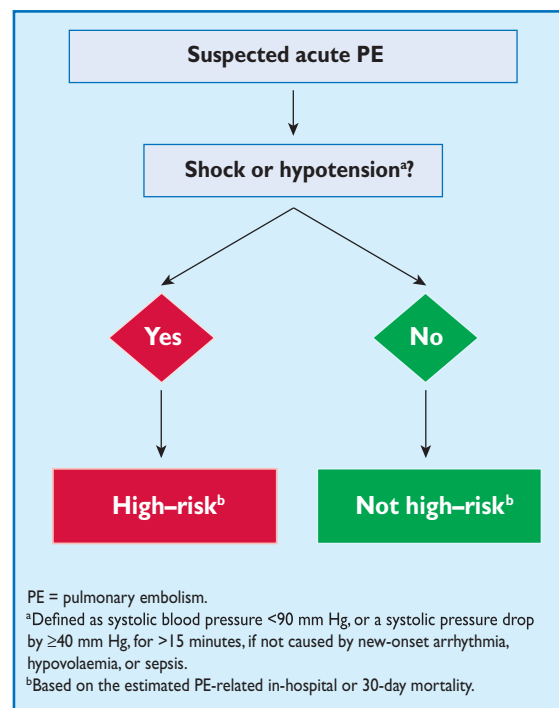 Suspected acute PE
Shock or hypotensionᵃ?
Yes
No
High–riskᵇ
Not high–riskᵇ
PE = pulmonary embolism.
ᵃDefined as systolic blood pressure <90 mm Hg, or a systolic pressure drop
by ≥40 mm Hg, for >15 minutes, if not caused by new-onset arrhythmia,
hypovolaemia, or sepsis.
ᵇBased on the estimated PE-related in-hospital or 30-day mortality.